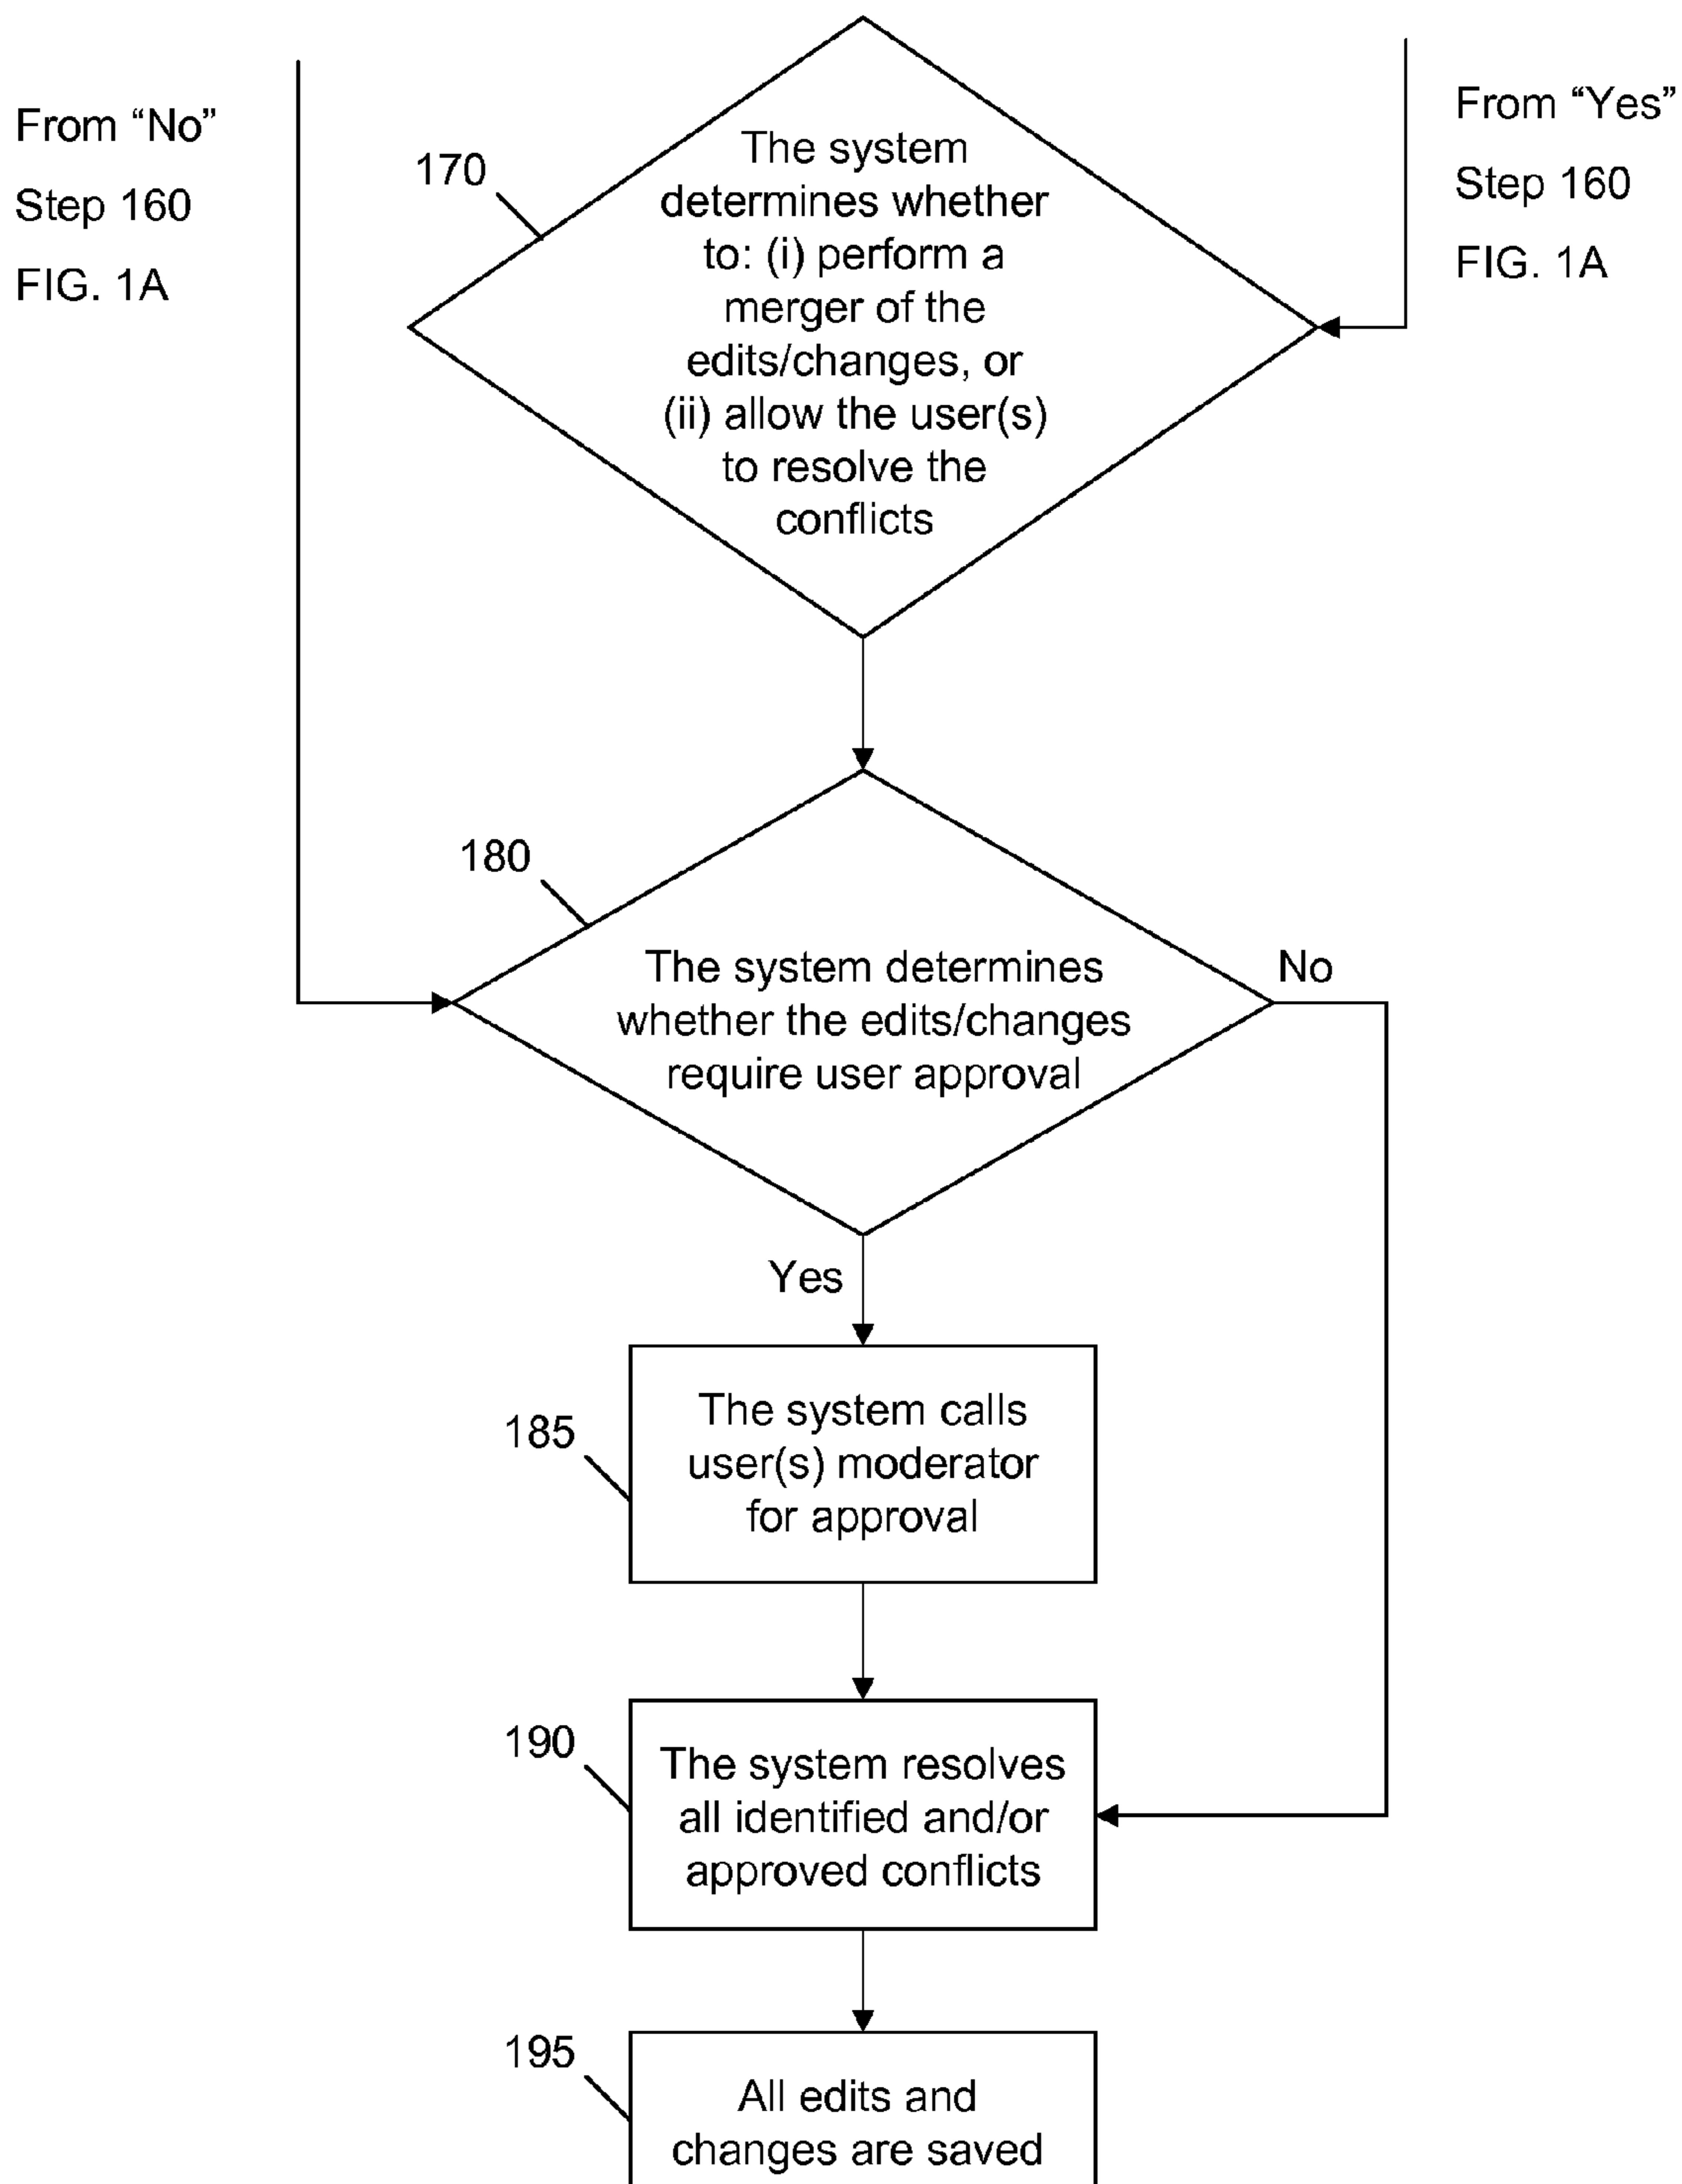 From “No”
Step 160
FIG. 1A
From “Yes”
Step 160
FIG. 1A
170
The system
determines whether
to: (i) perform a
merger of the
edits/changes, or
(ii) allow the user(s)
to resolve the
conflicts
180
The system determines
whether the edits/changes
require user approval
No
Yes
185
The system calls
user(s) moderator
for approval
190
The system resolves
all identified and/or
approved conflicts
195
All edits and
changes are saved